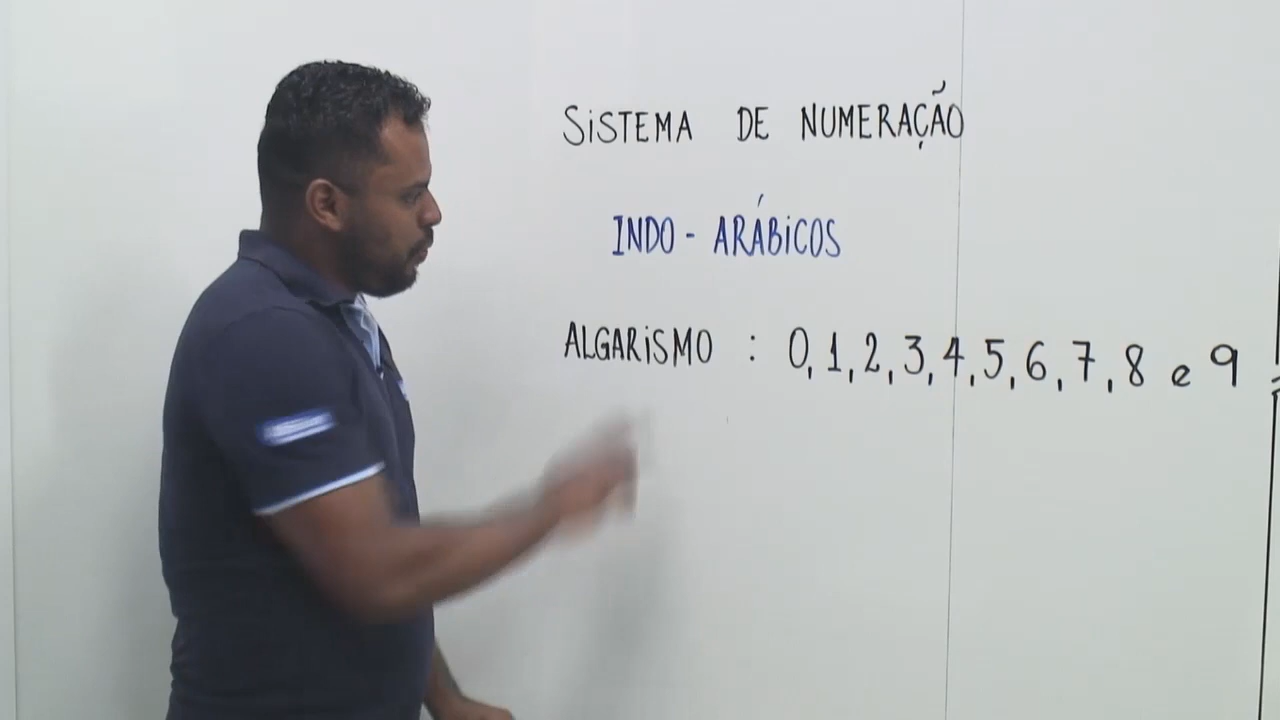 SiSTEMA DE NUMERAÇÃO
INDO - ARÁBiCOS
ALGARiSMO : 0, 1, 2, 3, 4, 5, 6, 7, 8 e 9